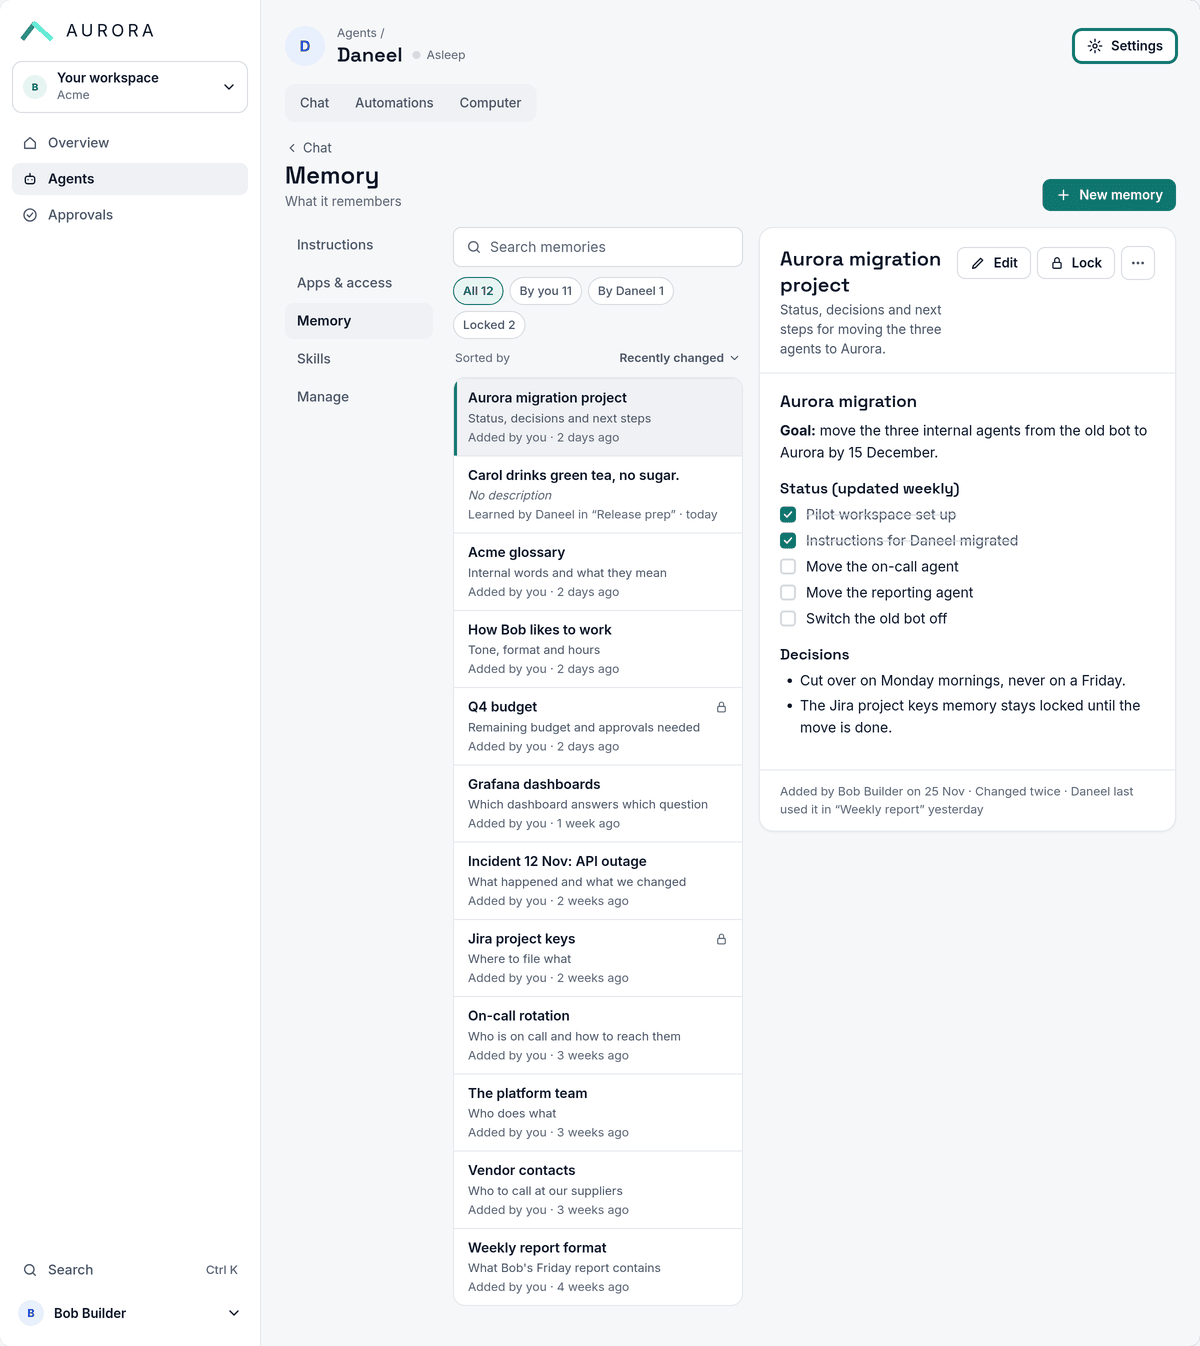 AURORA
B
Your workspace
Acme
Overview
Agents
Approvals
Search
Ctrl K
B
Bob Builder
D
Agents /
Daneel
Asleep
Settings
Chat
Automations
Computer
Chat
Memory
What it remembers
New memory
Instructions
Apps & access
Memory
Skills
Manage
Search memories
All 12
By you 11
By Daneel 1
Locked 2
Sorted by
Recently changed
Aurora migration project
Status, decisions and next steps
Added by you · 2 days ago
Carol drinks green tea, no sugar.
No description
Learned by Daneel in “Release prep” · today
Acme glossary
Internal words and what they mean
Added by you · 2 days ago
How Bob likes to work
Tone, format and hours
Added by you · 2 days ago
Q4 budget
Remaining budget and approvals needed
Added by you · 2 days ago
Grafana dashboards
Which dashboard answers which question
Added by you · 1 week ago
Incident 12 Nov: API outage
What happened and what we changed
Added by you · 2 weeks ago
Jira project keys
Where to file what
Added by you · 2 weeks ago
On-call rotation
Who is on call and how to reach them
Added by you · 3 weeks ago
The platform team
Who does what
Added by you · 3 weeks ago
Vendor contacts
Who to call at our suppliers
Added by you · 3 weeks ago
Weekly report format
What Bob's Friday report contains
Added by you · 4 weeks ago
Aurora migration
project
Status, decisions and next
steps for moving the three
agents to Aurora.
Edit
Lock
Aurora migration
Goal: move the three internal agents from the old bot to
Aurora by 15 December.
Status (updated weekly)
Pilot workspace set up
Instructions for Daneel migrated
Move the on-call agent
Move the reporting agent
Switch the old bot off
Decisions
• Cut over on Monday mornings, never on a Friday.
• The Jira project keys memory stays locked until the
move is done.
Added by Bob Builder on 25 Nov · Changed twice · Daneel last
used it in “Weekly report” yesterday